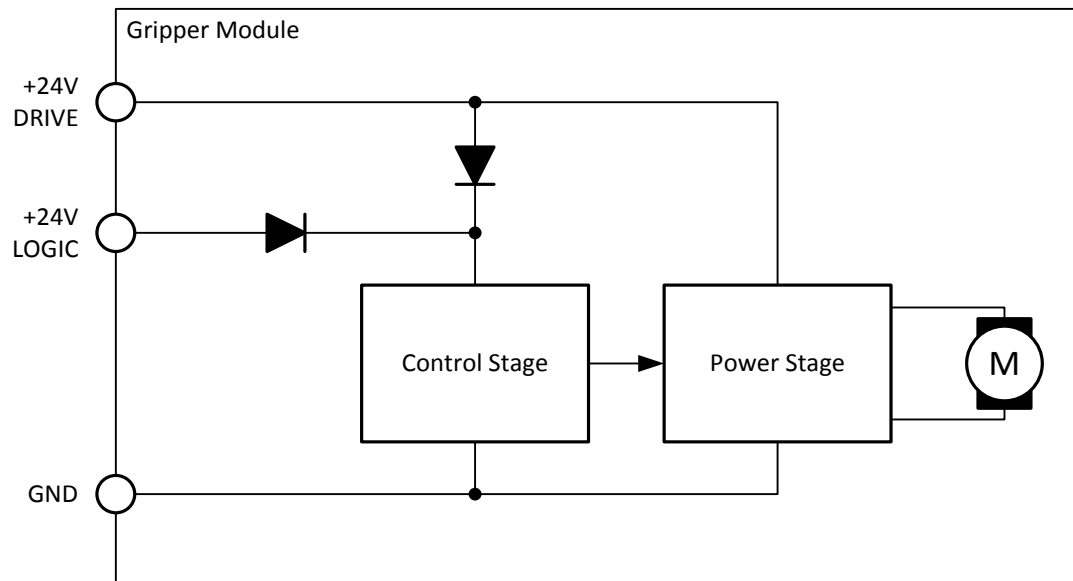 Gripper Module
+24V
DRIVE
+24V
LOGIC
Control Stage
Power Stage
M
GND